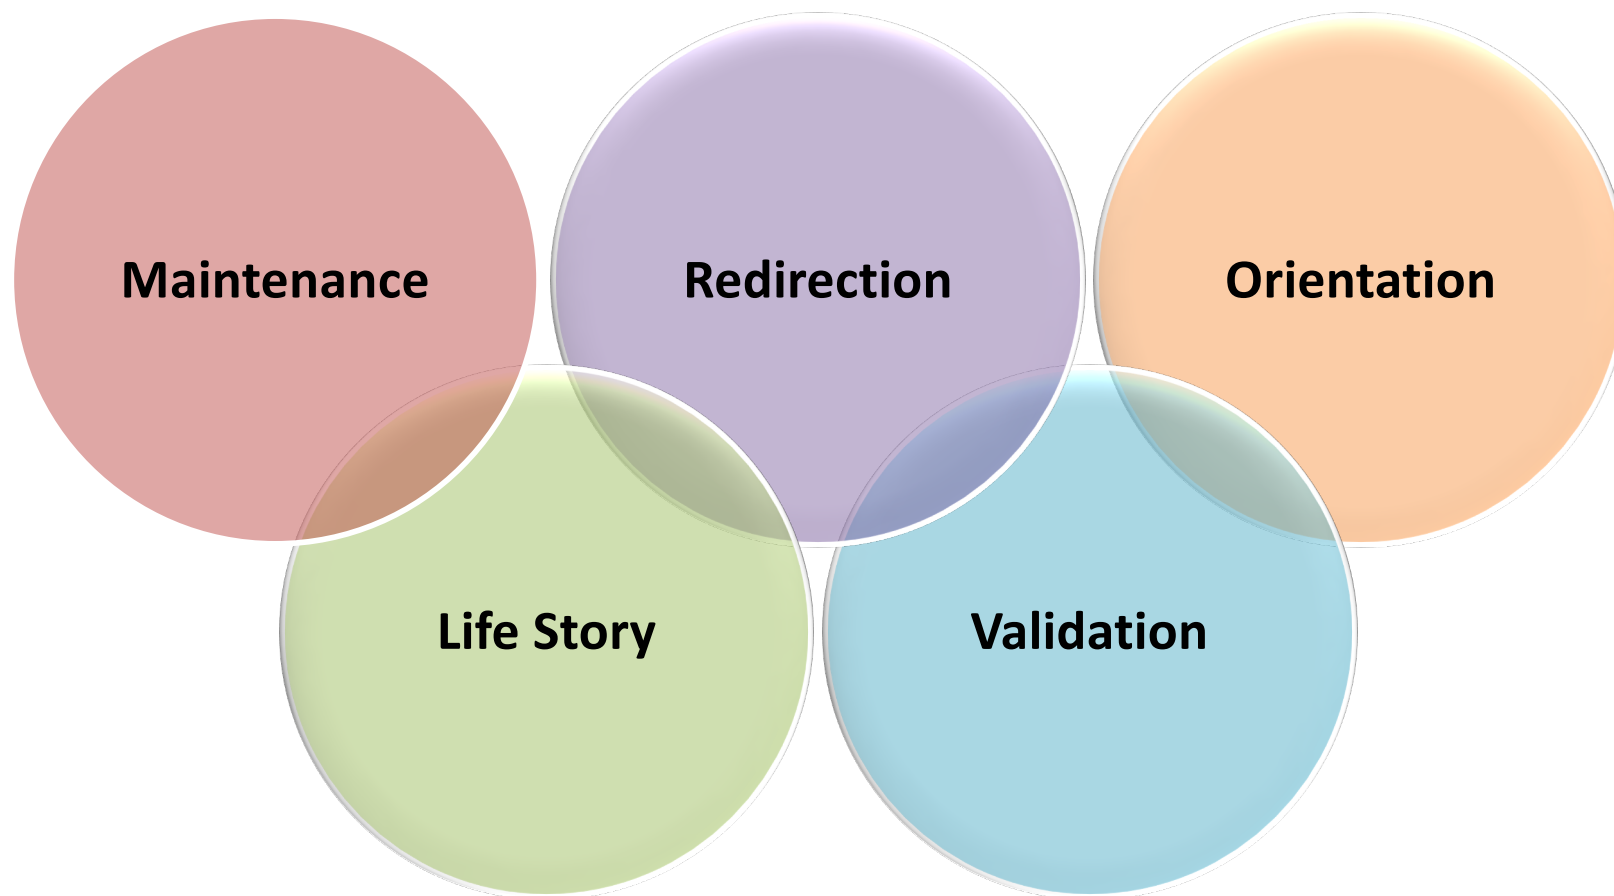 Maintenance
Redirection
Orientation
Life Story
Validation